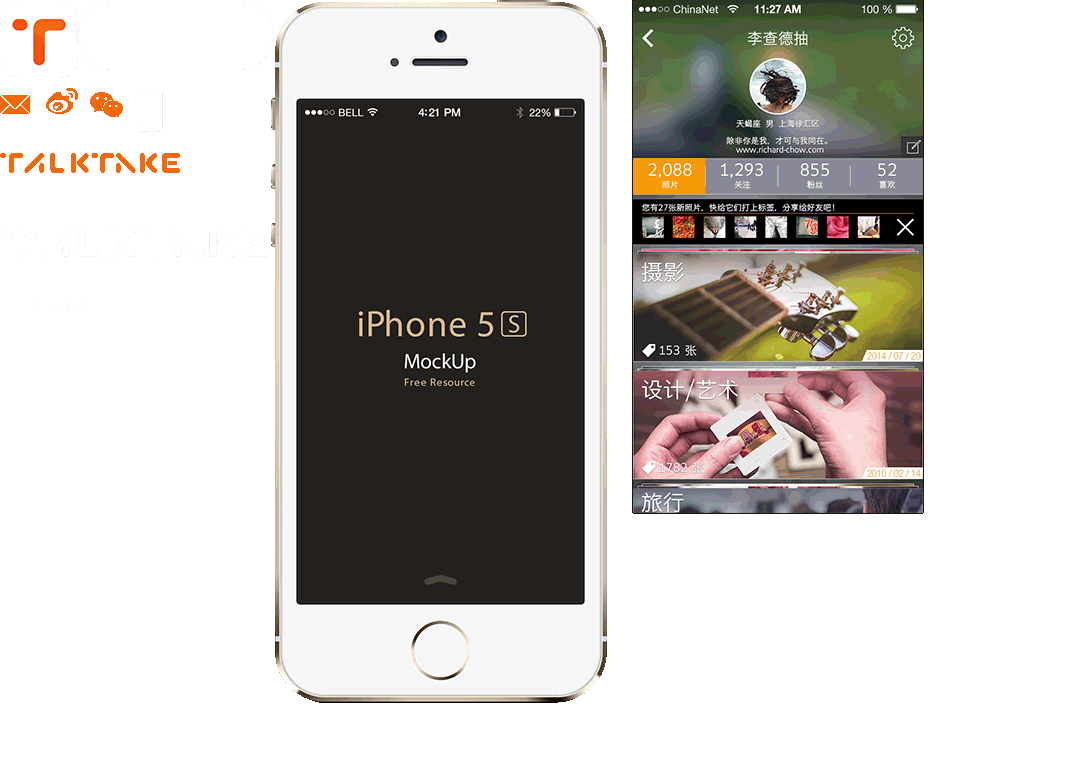 TALKTAKE
BELL
4:21 PM
22%
iPhone 5 S
MockUp
Free Resource
ChinaNet
11:27 AM
100 %
李查德抽
天蝎座 男 上海徐汇区
除非你是我，才可与我同在。
www.richard-chow.com
2,088 1,293 855 52
照片 关注 粉丝 喜欢
您有27张新照片，快给它们打上标签，分享给好友吧！
摄影
153 张
2014 / 07 / 20
设计/艺术
1782 张
2010 / 02 / 14
旅行